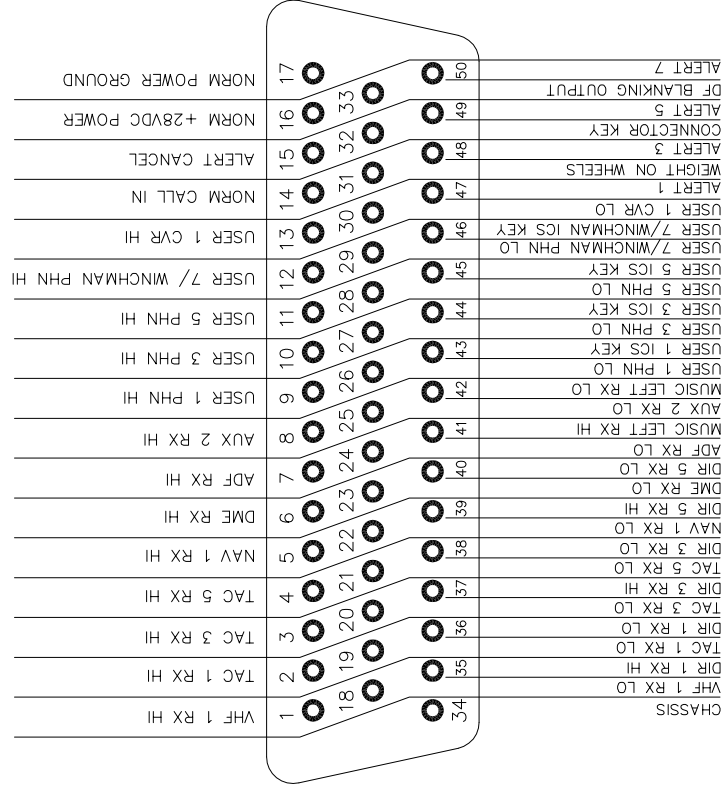 NORM POWER GROUND
NORM +28VDC POWER
ALERT CANCEL
NORM CALL IN
USER 1 CVR HI
USER 7/ WINCHMAN PHN HI
USER 5 PHN HI
USER 3 PHN HI
USER 1 PHN HI
AUX 2 RX HI
ADF RX HI
DME RX HI
NAV 1 RX HI
TAC 5 RX HI
TAC 3 RX HI
TAC 1 RX HI
VHF 1 RX HI
17
16
15
14
13
12
11
10
9
8
7
6
5
4
3
2
1
33
32
31
30
29
28
27
26
25
24
23
22
21
20
19
18
50
49
48
47
46
45
44
43
42
41
40
39
38
37
36
35
34
ALERT 7
DF BLANKING OUTPUT
ALERT 5
CONNECTOR KEY
ALERT 3
WEIGHT ON WHEELS
ALERT 1
USER 1 CVR LO
USER 7/WINCHMAN ICS KEY
USER 7/WINCHMAN PHN LO
USER 5 ICS KEY
USER 5 PHN LO
USER 3 ICS KEY
USER 3 PHN LO
USER 1 ICS KEY
USER 1 PHN LO
MUSIC LEFT RX LO
AUX 2 RX LO
MUSIC LEFT RX HI
ADF RX LO
DIR 5 RX LO
DME RX LO
DIR 5 RX HI
NAV 1 RX LO
DIR 3 RX LO
TAC 5 RX LO
DIR 3 RX HI
TAC 3 RX LO
DIR 1 RX LO
TAC 1 RX LO
DIR 1 RX HI
VHF 1 RX LO
CHASSIS